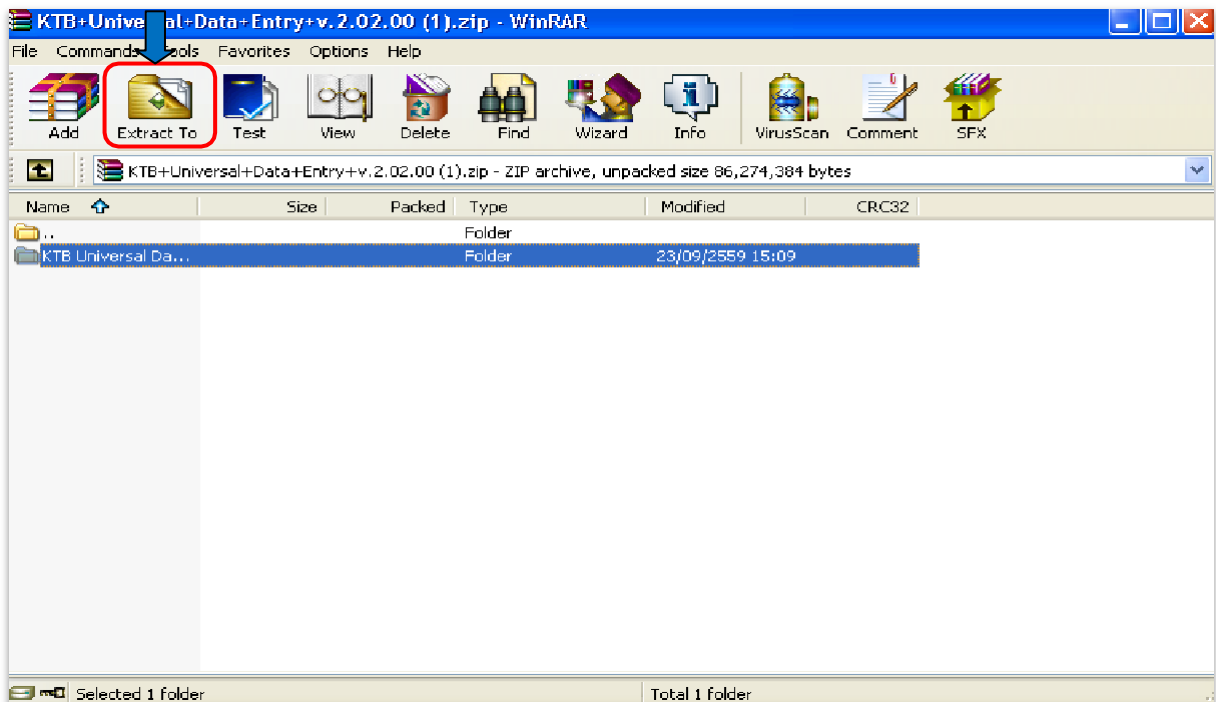 KTB+Universal+Data+Entry+v.2.02.00 (1).zip - WinRAR
File Commands Tools Favorites Options Help
Add Extract To Test View Delete Find Wizard Info VirusScan Comment SFX
KTB+Universal+Data+Entry+v.2.02.00 (1).zip - ZIP archive, unpacked size 86,274,384 bytes
Name Size Packed Type Modified CRC32
.. Folder
KTB Universal Da... Folder 23/09/2559 15:09
Selected 1 folder Total 1 folder